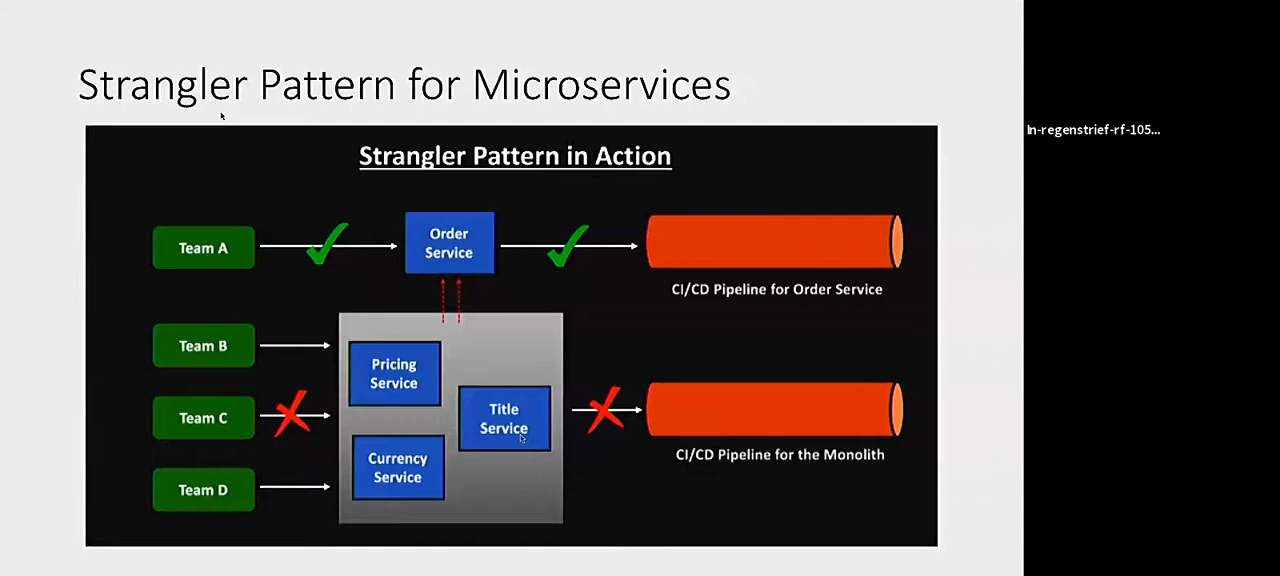 Strangler Pattern for Microservices
In-regenstrief-rf-105...
Strangler Pattern in Action
Team A
Order
Service
CI/CD Pipeline for Order Service
Team B
Team C
Team D
Pricing
Service
Title
Service
Currency
Service
CI/CD Pipeline for the Monolith